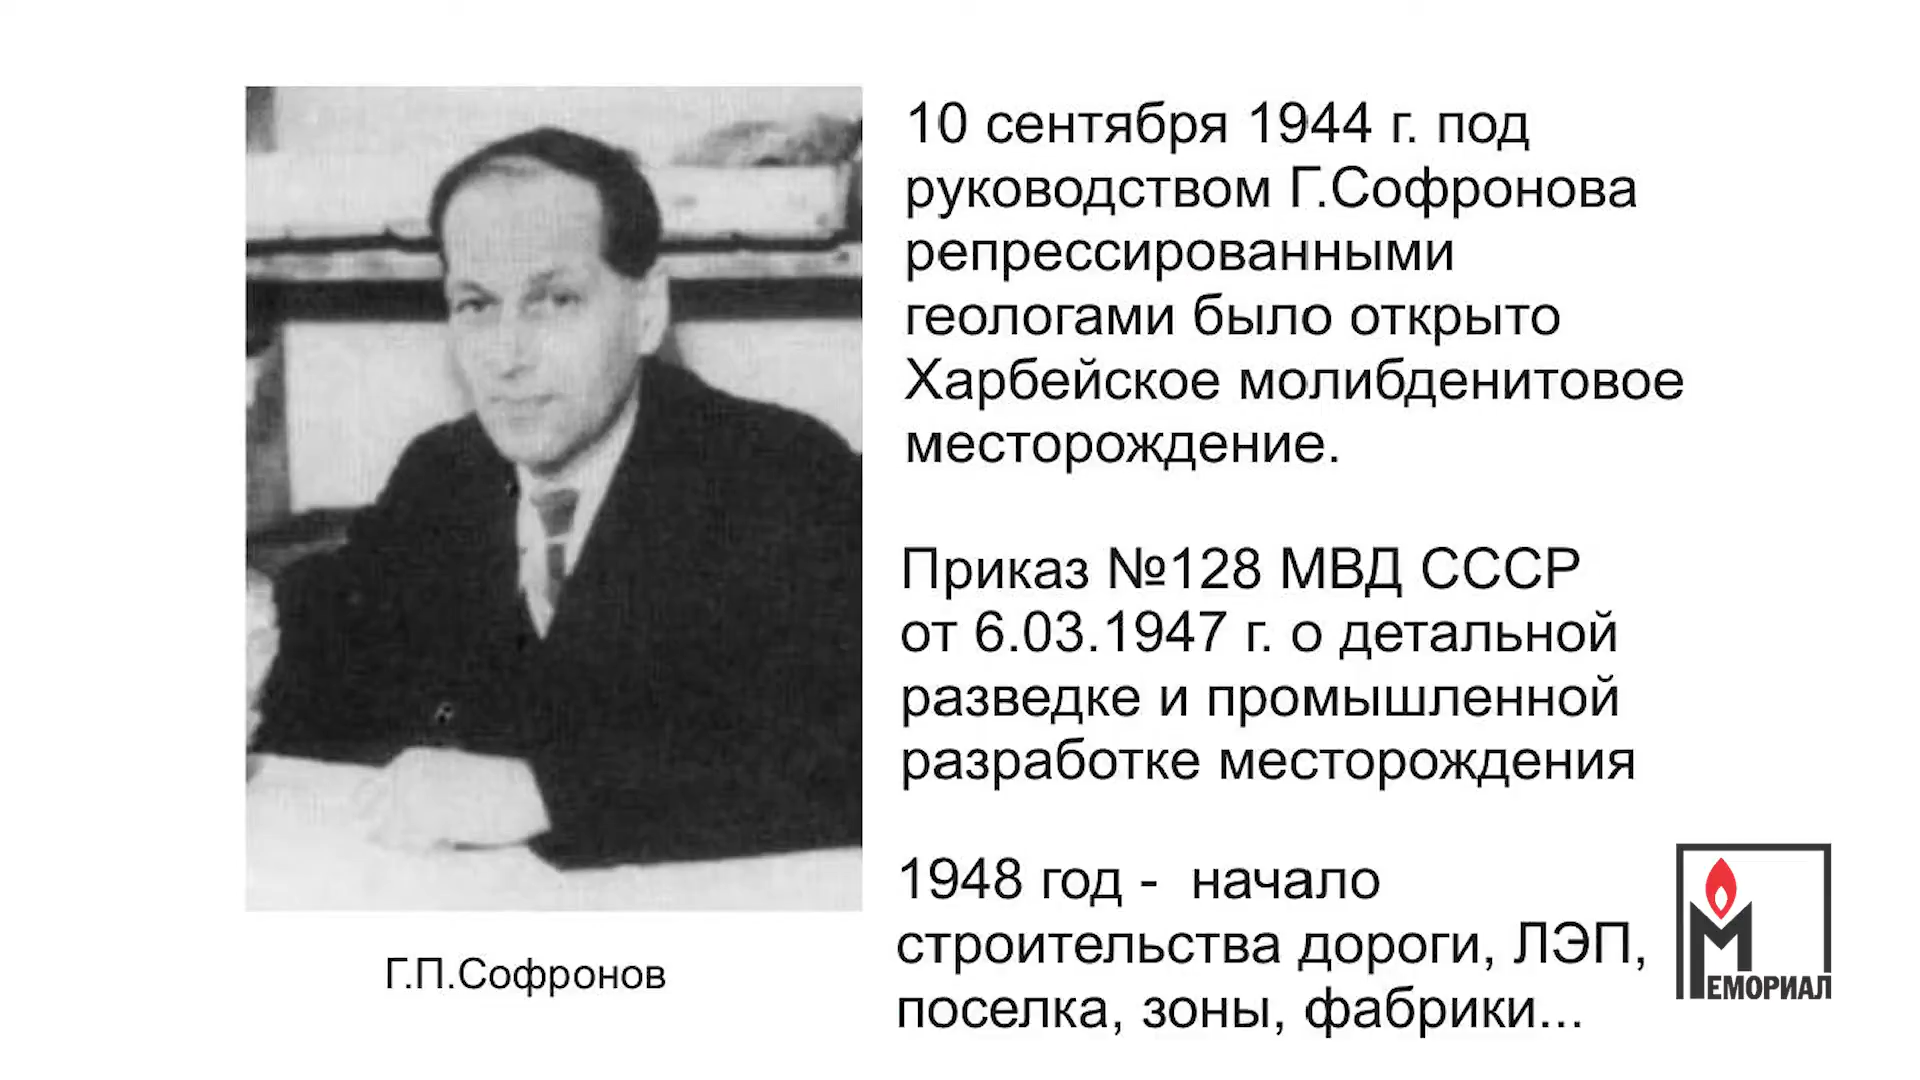 10 сентября 1944 г. под
руководством Г.Софронова
репрессированными
геологами было открыто
Харбейское молибденитовое
месторождение.
Приказ №128 МВД СССР
от 6.03.1947 г. о детальной
разведке и промышленной
разработке месторождения
1948 год - начало
строительства дороги, ЛЭП,
поселка, зоны, фабрики...
Г.П.Софронов
МЕМОРИАЛ